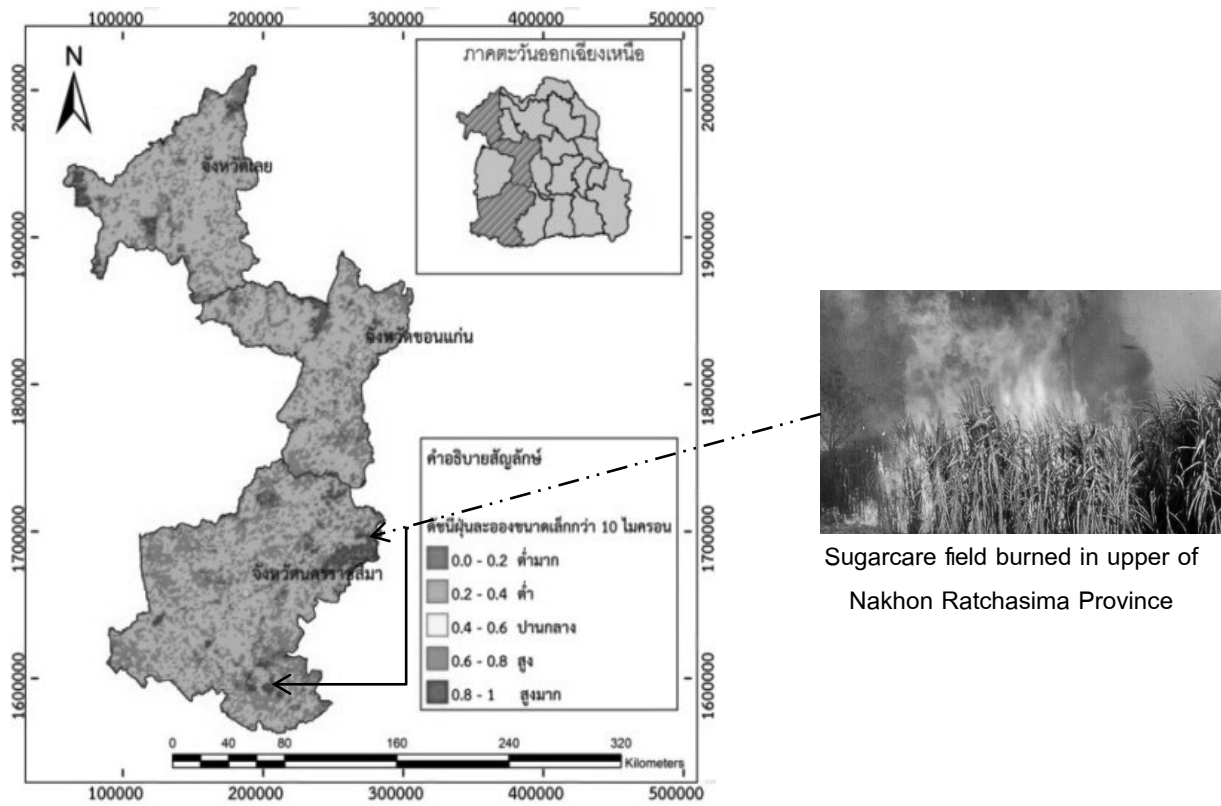 100000 200000 300000 400000 500000
ภาคตะวันออกเฉียงเหนือ
N
2000000
2000000
จังหวัดเลย
1900000
1900000
จังหวัดขอนแก่น
1800000
1800000
คำอธิบายสัญลักษณ์
ดัชนีฝุ่นละอองขนาดเล็กกว่า 10 ไมครอน
1700000
1700000
0.0 - 0.2 ต่ำมาก
จังหวัดนครราชสีมา
0.2 - 0.4 ต่ำ
0.4 - 0.6 ปานกลาง
0.6 - 0.8 สูง
0.8 - 1 สูงมาก
1600000
1600000
0 40 80 160 240 320
Kilometers
100000 200000 300000 400000 500000
Sugarcare field burned in upper of
Nakhon Ratchasima Province